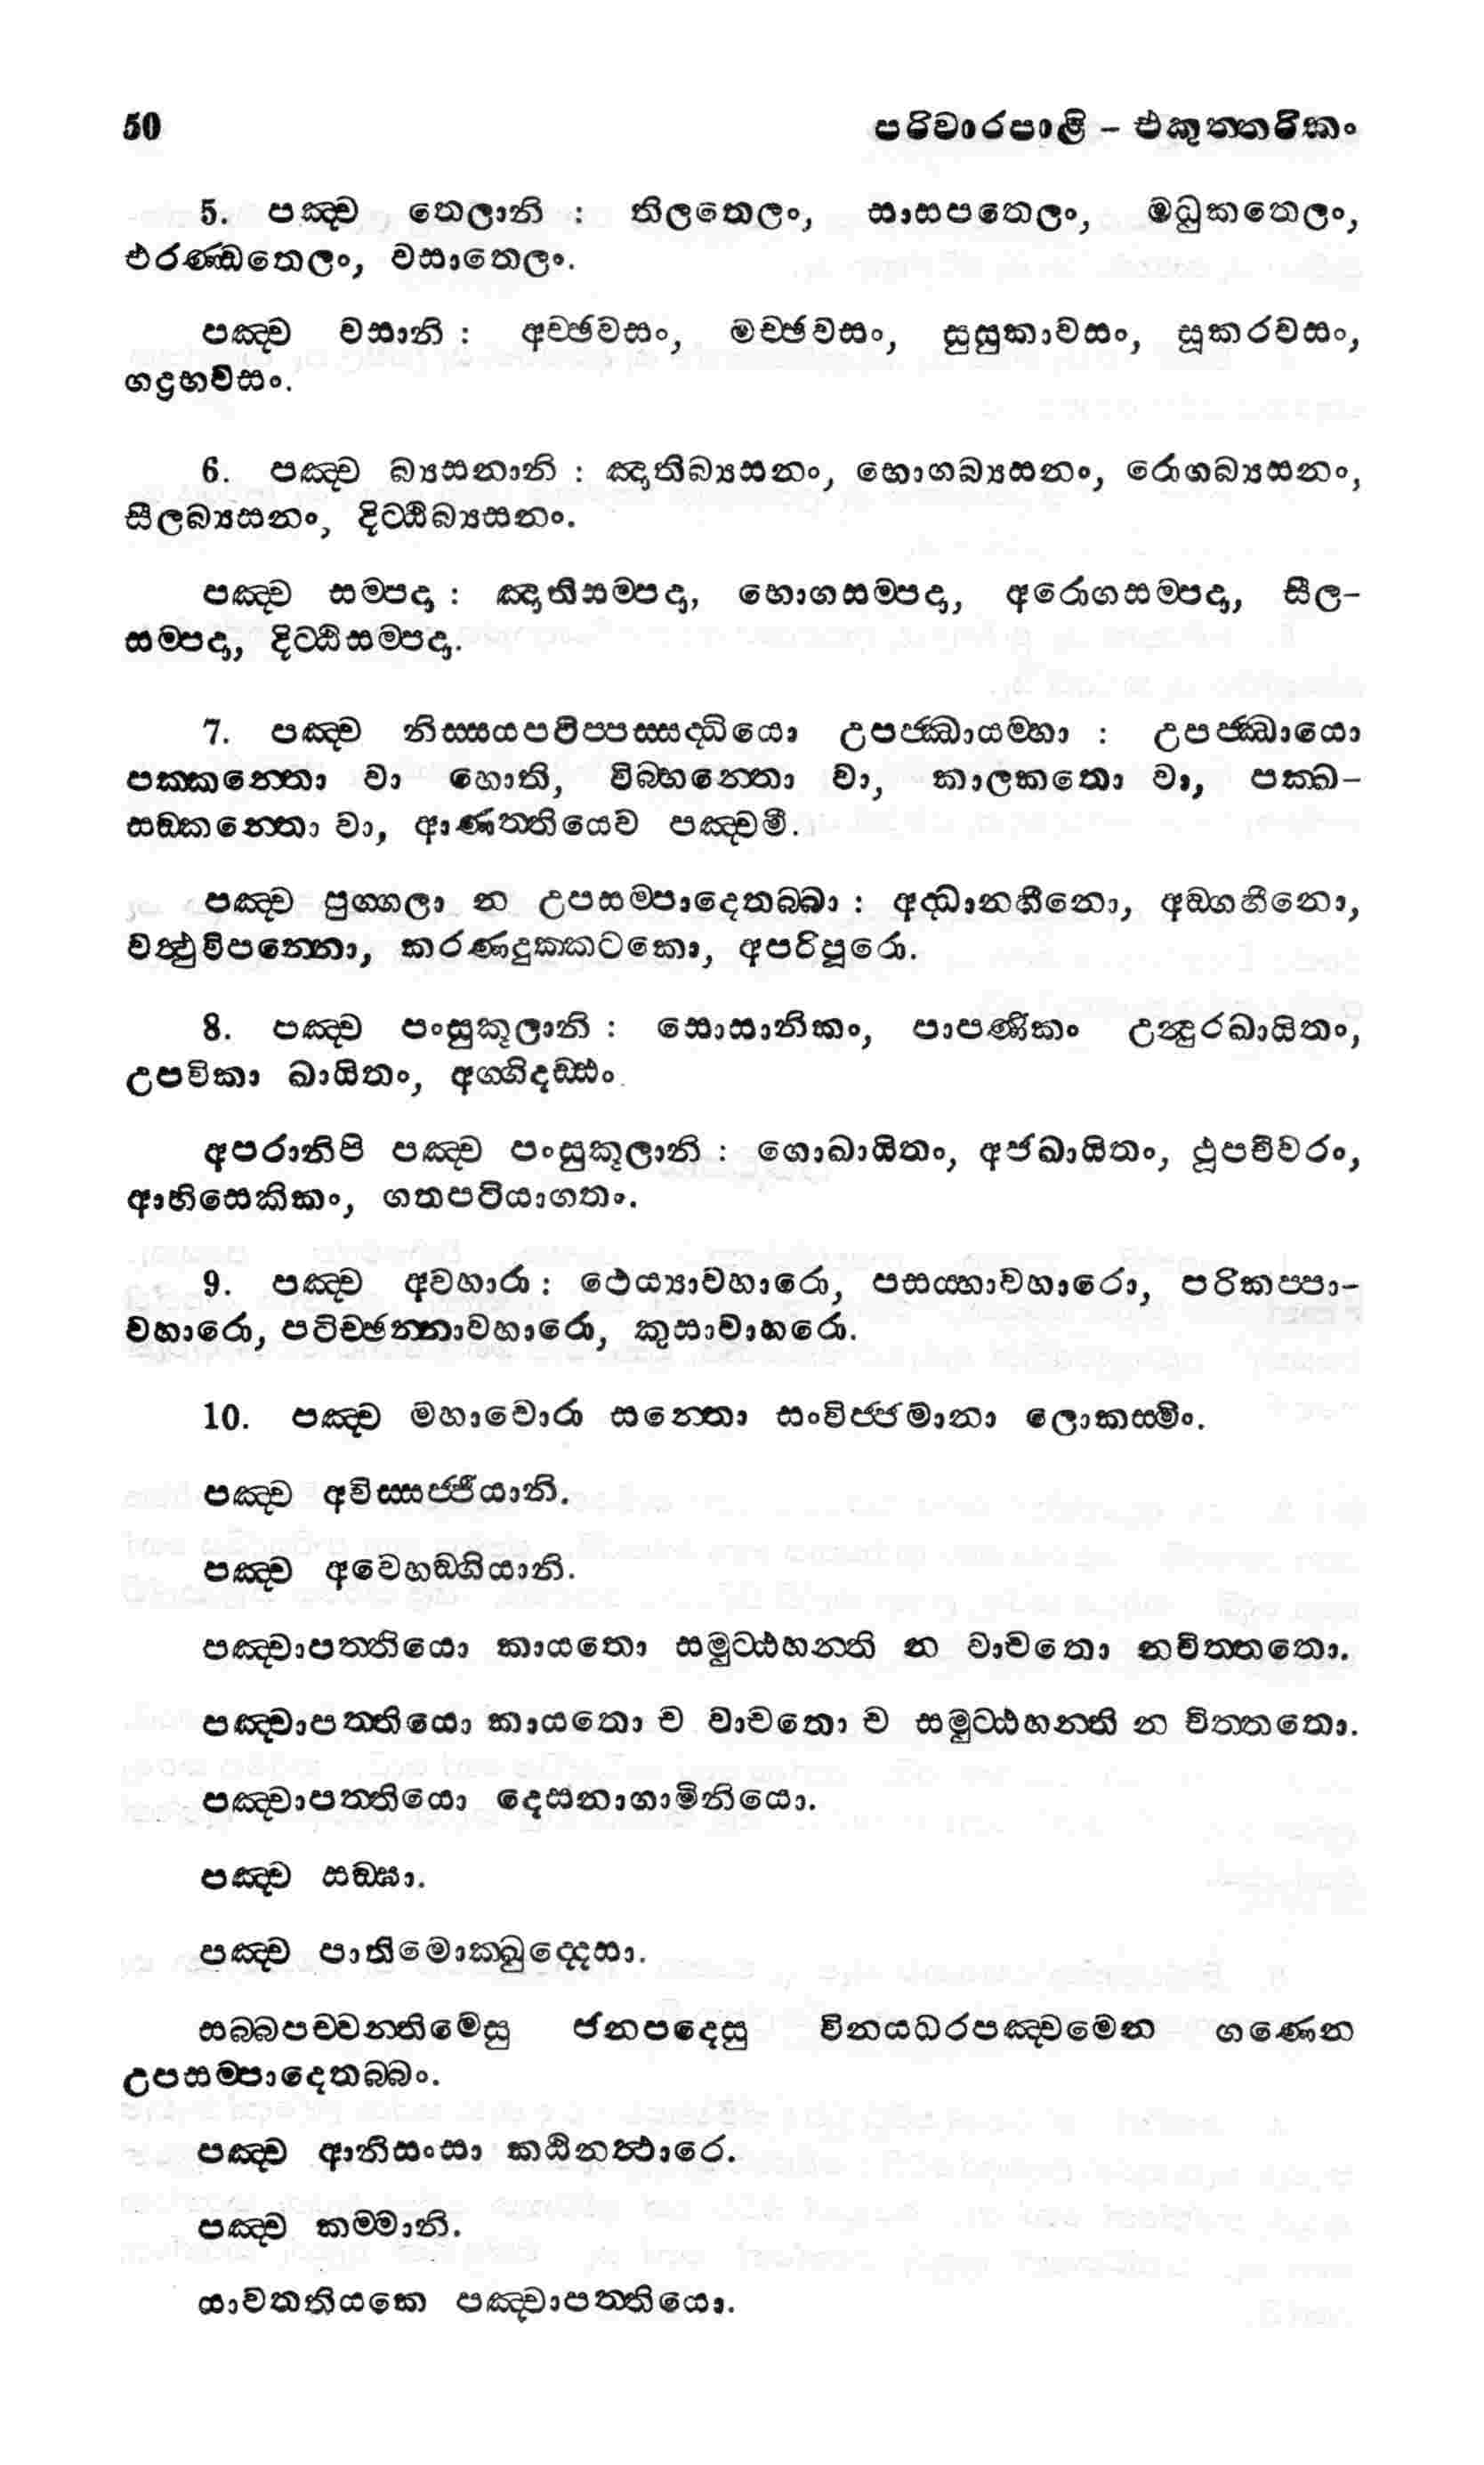 50 පරිවාරපාළි – එකුත්තරිකං
5. පඤ්ච තෙලානි : තිලතෙලං, සාසපතෙලං, මධුකතෙලං,
එරණ්ඩතෙලං, වසාතෙලං.
පඤ්ච වසානි : අච්ඡවසං, මච්ඡවසං, සුසුකාවසං, සූකරවසං,
ගද්‍රභවසං.
6. පඤ්ච බ්‍යසනානි : ඤාතිබ්‍යසනං, භොගබ්‍යසනං, රොගබ්‍යසනං,
සීලබ්‍යසනං, දිට්ඨිබ්‍යසනං.
පඤ්ච සම්පදා : ඤාතිසම්පදා, භොගසම්පදා, අරොගසම්පදා, සීල-
සම්පදා, දිට්ඨිසම්පදා.
7. පඤ්ච නිස්සයපටිප්පස්සද්ධියො උපජ්ඣායම්හා : උපජ්ඣායො
පක්කන්තො වා හොති, විබ්භන්තො වා, කාලකතො වා, පක්ඛ-
සඞ්කන්තො වා, ආණත්තියෙව පඤ්චමී.
පඤ්ච පුග්ගලා න උපසම්පාදෙතබ්බා : අද්ධානහීනො, අඞ්ගහීනො,
වත්ථුවිපන්නො, කරණදුක්කටකො, අපරිපූරො.
8. පඤ්ච පංසුකූලානි : සොසානිකං, පාපණිකං උන්දුරඛායිතං,
උපචිකා ඛායිතං, අග්ගිදඩ්ඪං.
අපරානිපි පඤ්ච පංසුකූලානි : ගොඛායිතං, අජඛායිතං, ථූපචීවරං,
ආභිසෙකිකං, ගතපටියාගතං.
9. පඤ්ච අවහාරා : ථෙය්‍යාවහාරො, පසය්හාවහාරො, පරිකප්පා-
වහාරො, පටිච්ඡන්නාවහාරො, කුසාවාහරො.
10. පඤ්ච මහාචොරා සන්තො සංවිජ්ජමානා ලොකස්මිං.
පඤ්ච අවිස්සජ්ජියානි.
පඤ්ච අවෙභඞ්ගියානි.
පඤ්චාපත්තියො කායතො සමුට්ඨහන්ති න වාචතො නචිත්තතො.
පඤ්චාපත්තියො කායතො ච වාචතො ච සමුට්ඨහන්ති න චිත්තතො.
පඤ්චාපත්තියො දෙසනාගාමිනියො.
පඤ්ච සඞ්ඝා.
පඤ්ච පාතිමොක්ඛුද්දෙසා.
සබ්බපච්චන්තිමෙසු ජනපදෙසු විනයධරපඤ්චමෙන ගණෙන
උපසම්පාදෙතබ්බං.
පඤ්ච ආනිසංසා කඨිනත්ථාරෙ.
පඤ්ච කම්මානි.
යාවතතියකෙ පඤ්චාපත්තියො.